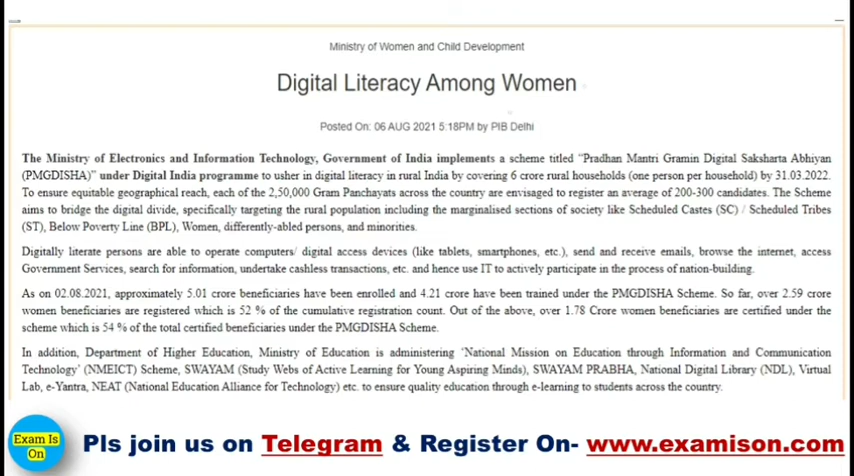 Ministry of Women and Child Development
Digital Literacy Among Women
Posted On: 06 AUG 2021 5:18PM by PIB Delhi
The Ministry of Electronics and Information Technology, Government of India implements a scheme titled "Pradhan Mantri Gramin Digital Saksharta Abhiyan
(PMGDISHA)" under Digital India programme to usher in digital literacy in rural India by covering 6 crore rural households (one person per household) by 31.03.2022.
To ensure equitable geographical reach, each of the 2,50,000 Gram Panchayats across the country are envisaged to register an average of 200-300 candidates. The Scheme
aims to bridge the digital divide, specifically targeting the rural population including the marginalised sections of society like Scheduled Castes (SC) / Scheduled Tribes
(ST), Below Poverty Line (BPL), Women, differently-abled persons, and minorities.
Digitally literate persons are able to operate computers/ digital access devices (like tablets, smartphones, etc.), send and receive emails, browse the internet, access
Government Services, search for information, undertake cashless transactions, etc. and hence use IT to actively participate in the process of nation-building.
As on 02.08.2021, approximately 5.01 crore beneficiaries have been enrolled and 4.21 crore have been trained under the PMGDISHA Scheme. So far, over 2.59 crore
women beneficiaries are registered which is 52 % of the cumulative registration count. Out of the above, over 1.78 Crore women beneficiaries are certified under the
scheme which is 54 % of the total certified beneficiaries under the PMGDISHA Scheme.
In addition, Department of Higher Education, Ministry of Education is administering 'National Mission on Education through Information and Communication
Technology' (NMEICT) Scheme, SWAYAM (Study Webs of Active Learning for Young Aspiring Minds), SWAYAM PRABHA, National Digital Library (NDL), Virtual
Lab, e-Yantra, NEAT (National Education Alliance for Technology) etc. to ensure quality education through e-learning to students across the country.
Exam Is
On
Pls join us on Telegram & Register On- www.examison.com